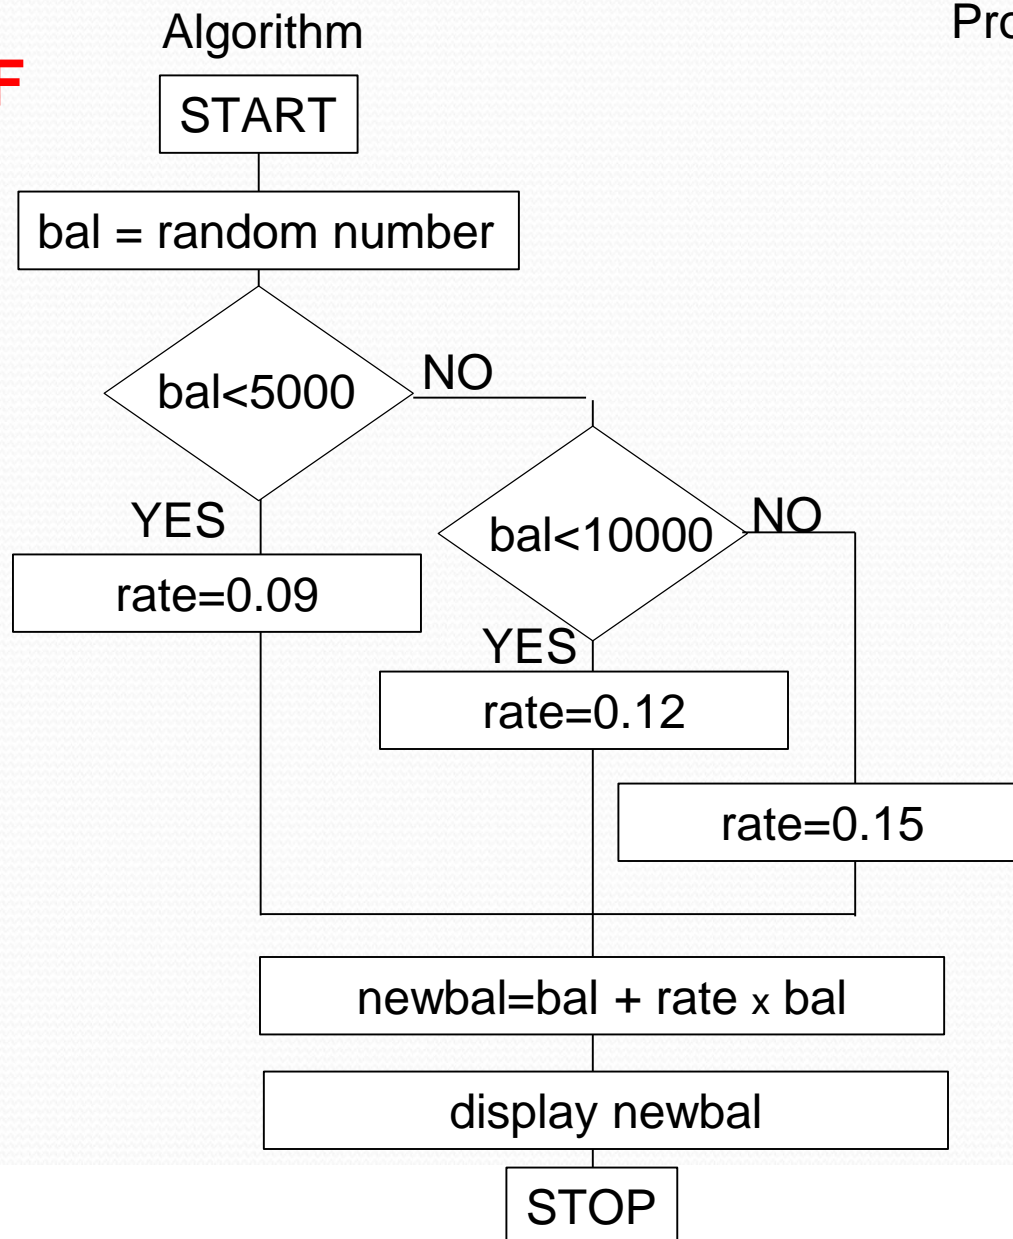 Algorithm
Pro
F
START
bal = random number
bal<5000
NO
YES
bal<10000
NO
rate=0.09
YES
rate=0.12
rate=0.15
newbal=bal + rate x bal
display newbal
STOP